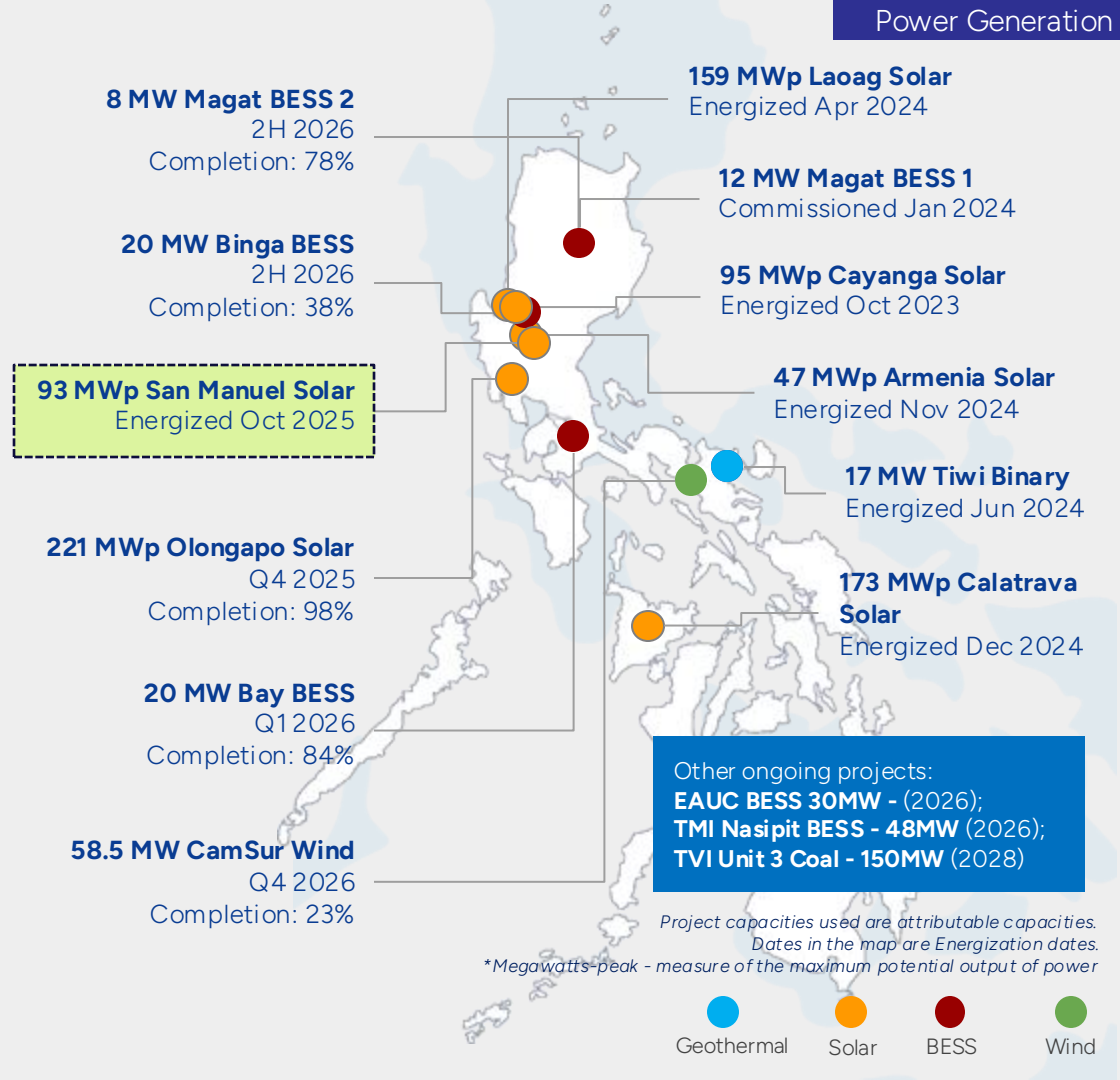 Power Generation
8 MW Magat BESS 2
2H 2026
Completion: 78%
20 MW Binga BESS
2H 2026
Completion: 38%
93 MWp San Manuel Solar
Energized Oct 2025
221 MWp Olongapo Solar
Q4 2025
Completion: 98%
20 MW Bay BESS
Q1 2026
Completion: 84%
58.5 MW CamSur Wind
Q4 2026
Completion: 23%
159 MWp Laoag Solar
Energized Apr 2024
12 MW Magat BESS 1
Commissioned Jan 2024
95 MWp Cayanga Solar
Energized Oct 2023
47 MWp Armenia Solar
Energized Nov 2024
17 MW Tiwi Binary
Energized Jun 2024
173 MWp Calatrava
Solar
Energized Dec 2024
Other ongoing projects:
EAUC BESS 30MW - (2026);
TMI Nasipit BESS - 48MW (2026);
TVI Unit 3 Coal - 150MW (2028)
Project capacities used are attributable capacities.
Dates in the map are Energization dates.
*Megawatts-peak - measure of the maximum potential output of power
Geothermal
Solar
BESS
Wind